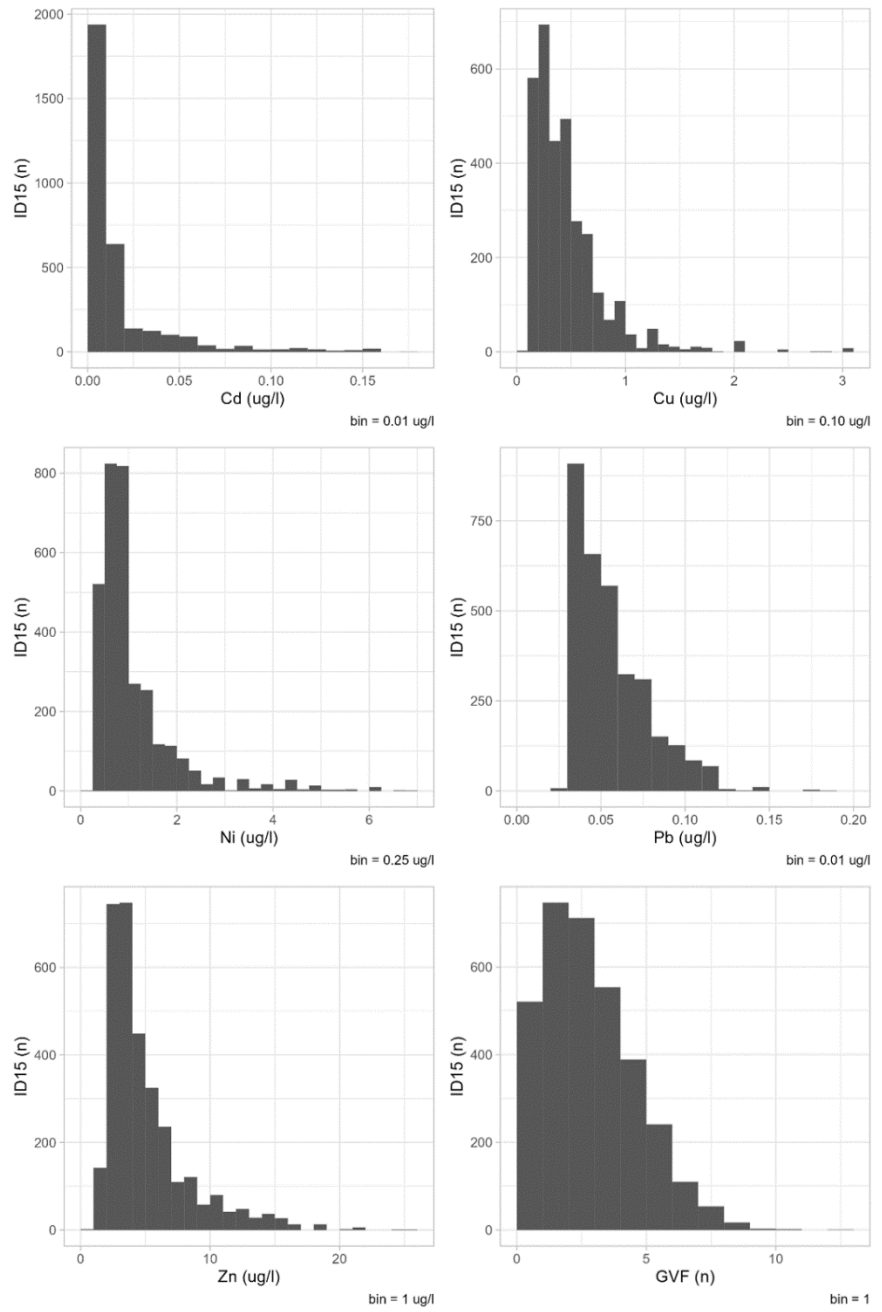 2000
1500
1000
500
0
ID15 (n)
0.00 0.05 0.10 0.15
Cd (ug/l)
bin = 0.01 ug/l
600
400
200
0
ID15 (n)
0 1 2 3
Cu (ug/l)
bin = 0.10 ug/l
800
600
400
200
0
ID15 (n)
0 2 4 6
Ni (ug/l)
bin = 0.25 ug/l
750
500
250
0
ID15 (n)
0.00 0.05 0.10 0.15 0.20
Pb (ug/l)
bin = 0.01 ug/l
600
400
200
0
ID15 (n)
0 10 20
Zn (ug/l)
bin = 1 ug/l
600
400
200
0
ID15 (n)
0 5 10
GVF (n)
bin = 1